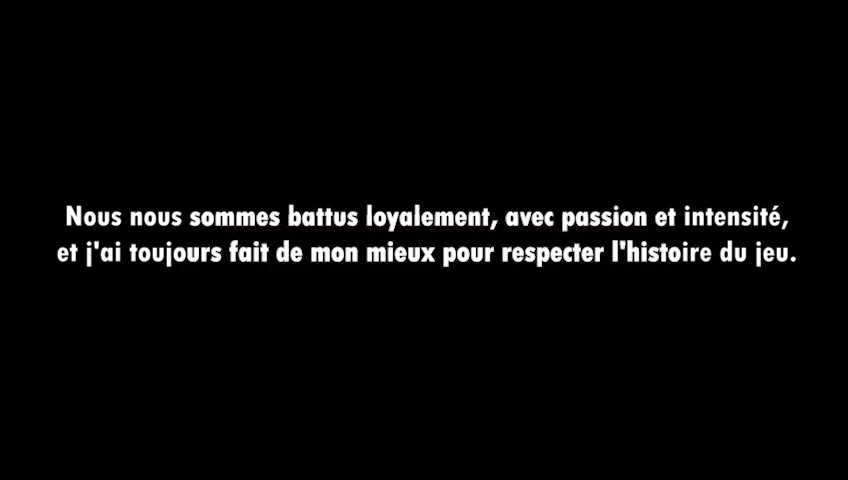 Nous nous sommes battus loyalement, avec passion et intensité,
et j'ai toujours fait de mon mieux pour respecter l'histoire du jeu.